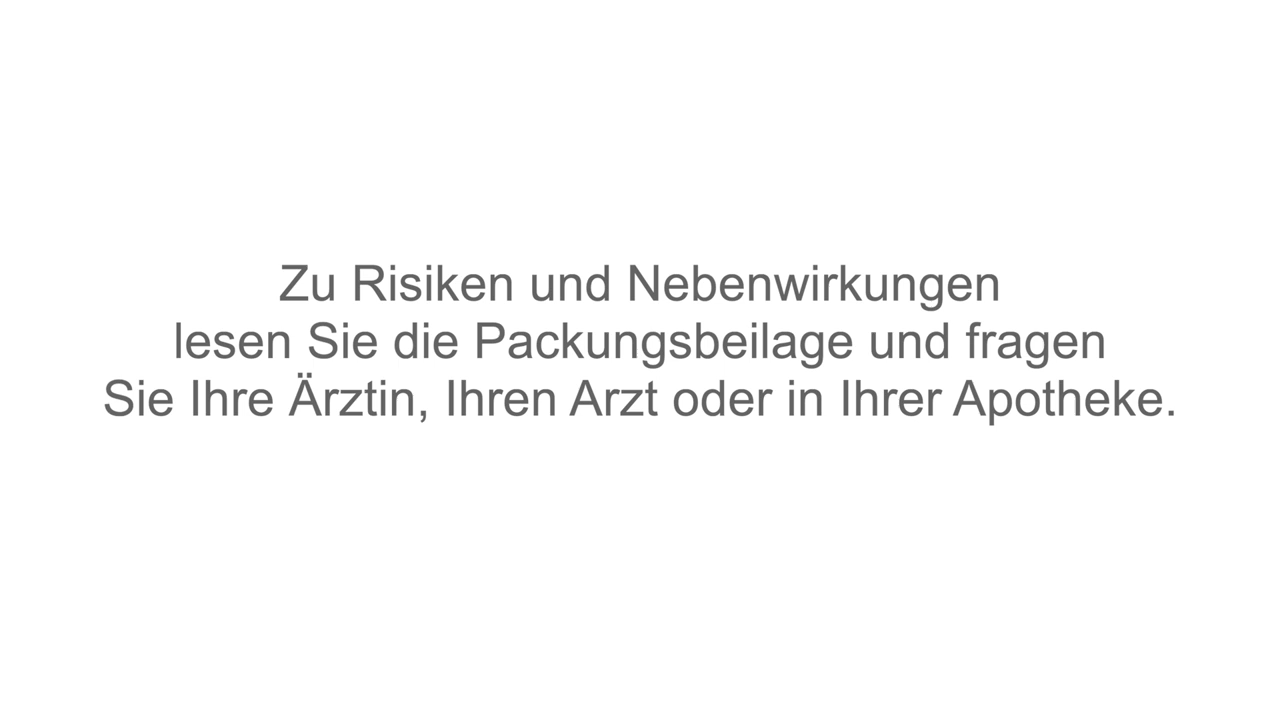 Zu Risiken und Nebenwirkungen
lesen Sie die Packungsbeilage und fragen
Sie Ihre Ärztin, Ihren Arzt oder in Ihrer Apotheke.